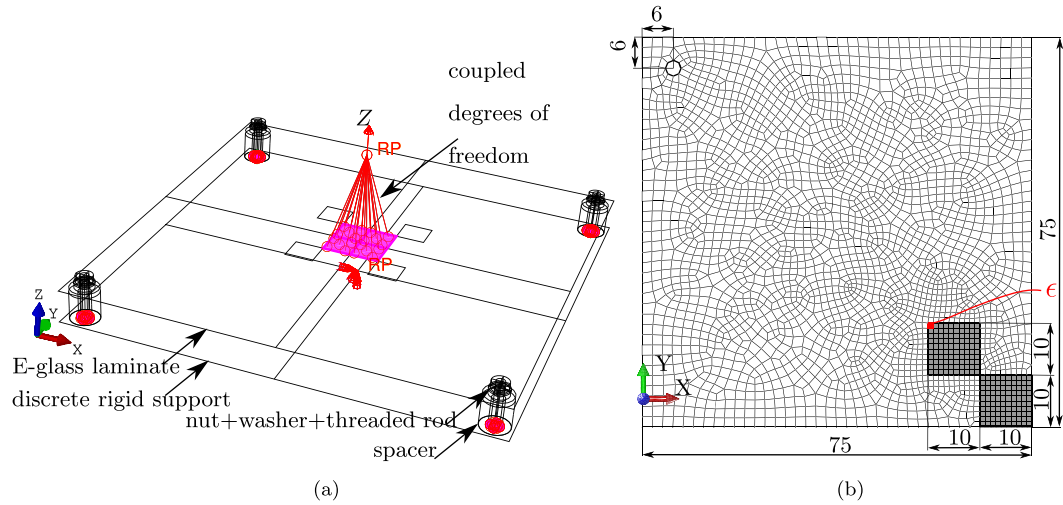 coupled
degrees of
freedom
Z
RP
RP
Z
Y
X
E-glass laminate
discrete rigid support
nut+washer+threaded rod
spacer
(a)
6
6
75
ϵ
10
10
Y
X
10
10
75
(b)